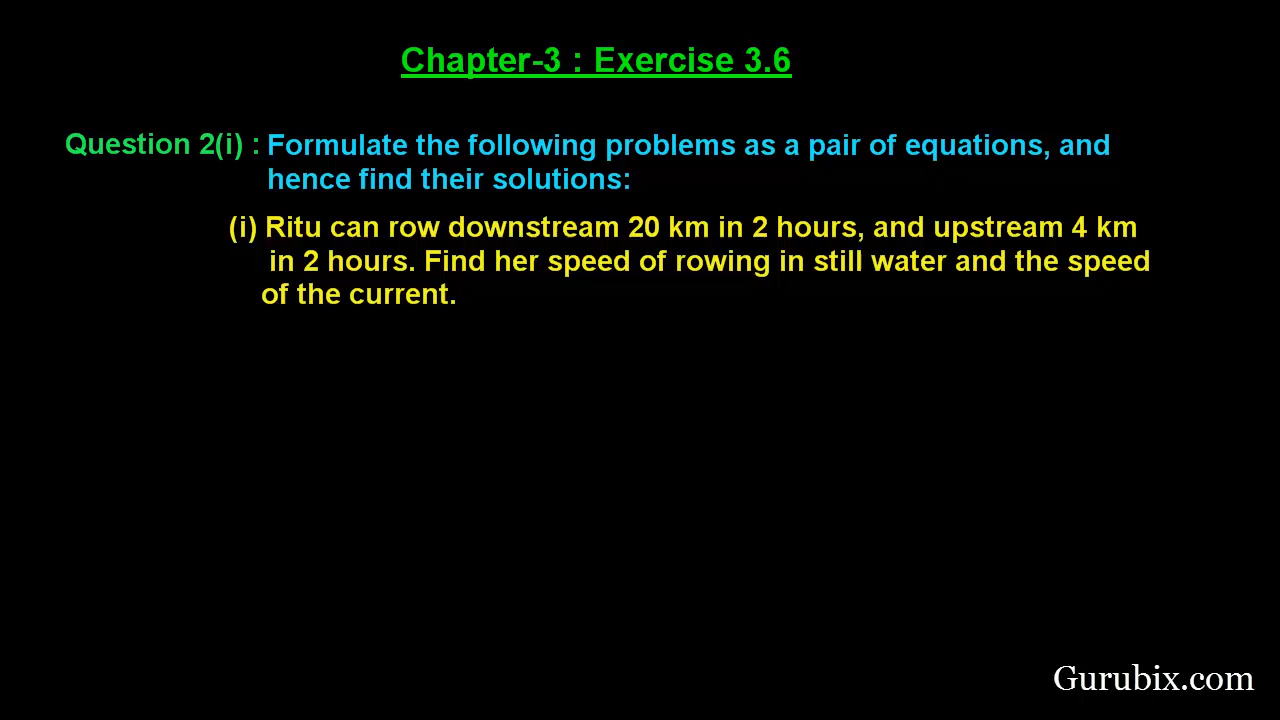 Chapter-3 : Exercise 3.6
Question 2(i) : Formulate the following problems as a pair of equations, and
hence find their solutions:
(i) Ritu can row downstream 20 km in 2 hours, and upstream 4 km
in 2 hours. Find her speed of rowing in still water and the speed
of the current.
Gurubix.com